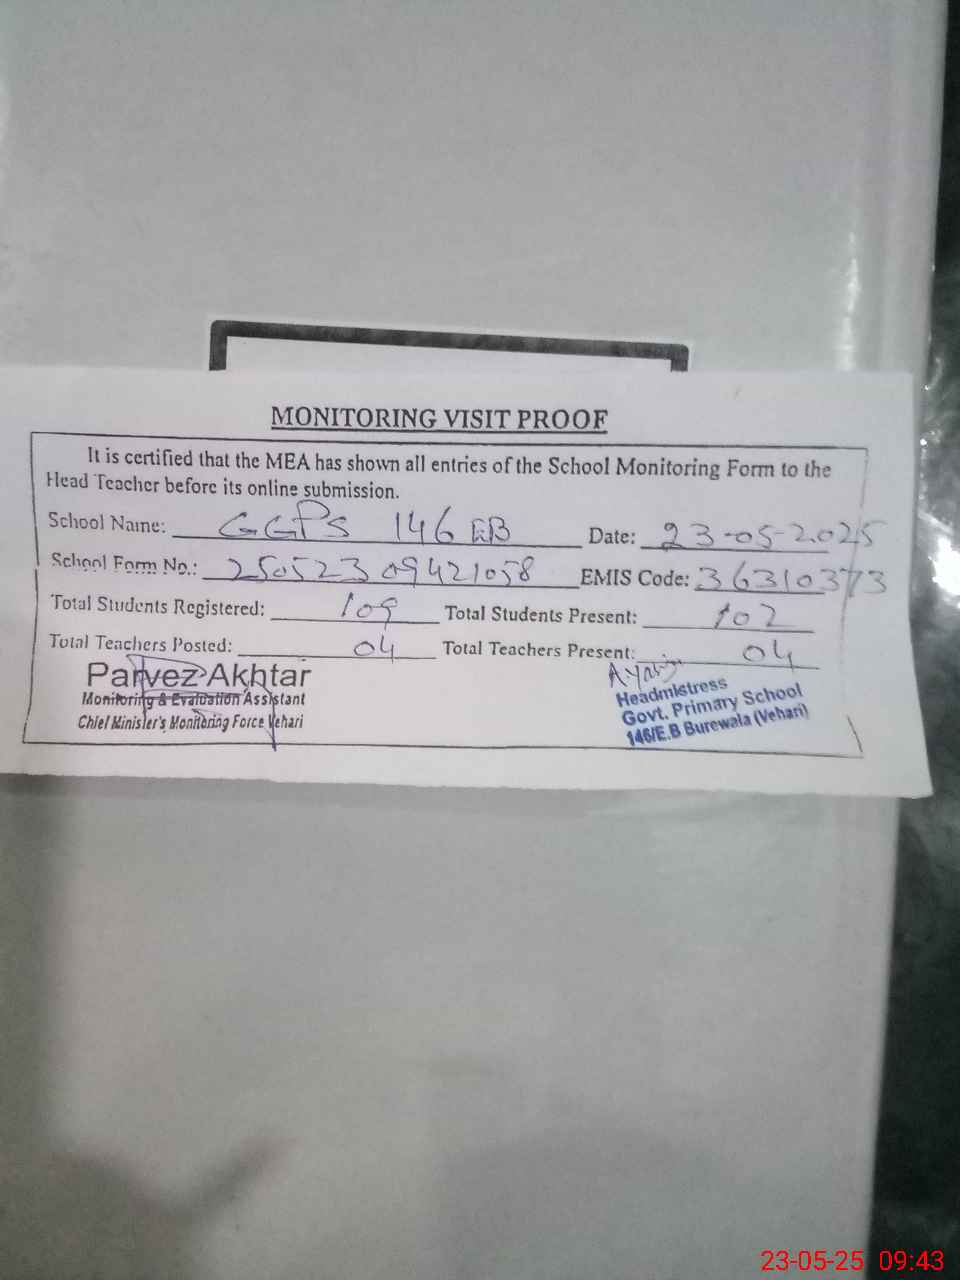 MONITORING VISIT PROOF
It is certified that the MEA has shown all entries of the School Monitoring Form to the
Head Teacher before its online submission.
School Name: GGPS 146 EB Date: 23-05-2025
School Form No.: 25052309421058 EMIS Code: 36310373
Total Students Registered: 109 Total Students Present: 102
Total Teachers Posted: 04 Total Teachers Present: 04
Parvez Akhtar
Monitoring & Evaluation Assistant
Chief Minister's Monitoring Force Vehari
Headmistress
Govt. Primary School
146/E.B Burewala (Vehari)
23-05-25 09:43